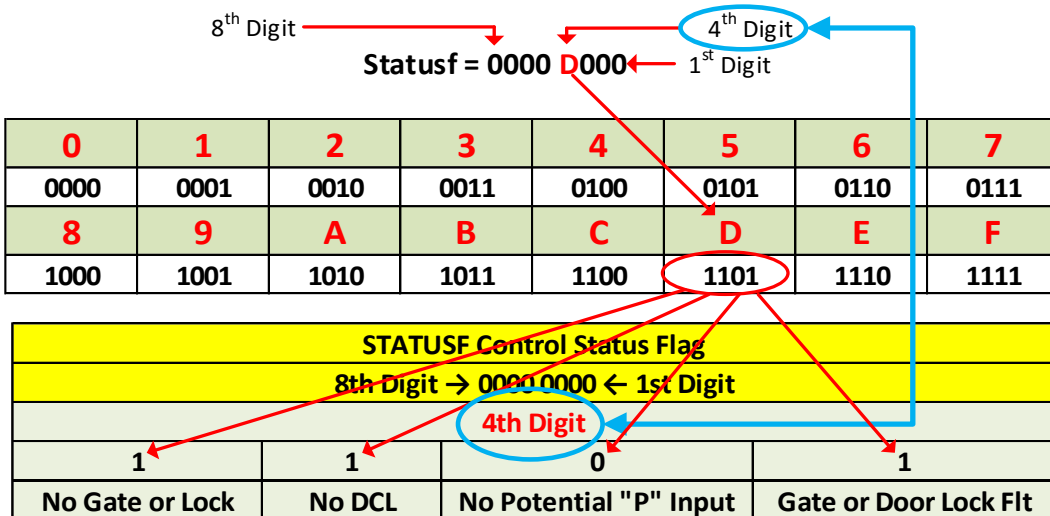 8th Digit 4th Digit
Statusf = 0000 D000 1st Digit
0 1 2 3 4 5 6 7
0000 0001 0010 0011 0100 0101 0110 0111
8 9 A B C D E F
1000 1001 1010 1011 1100 1101 1110 1111
STATUSF Control Status Flag
8th Digit → 0000 0000 ← 1st Digit
4th Digit
1 1 0 1
No Gate or Lock No DCL No Potential "P" Input Gate or Door Lock Flt